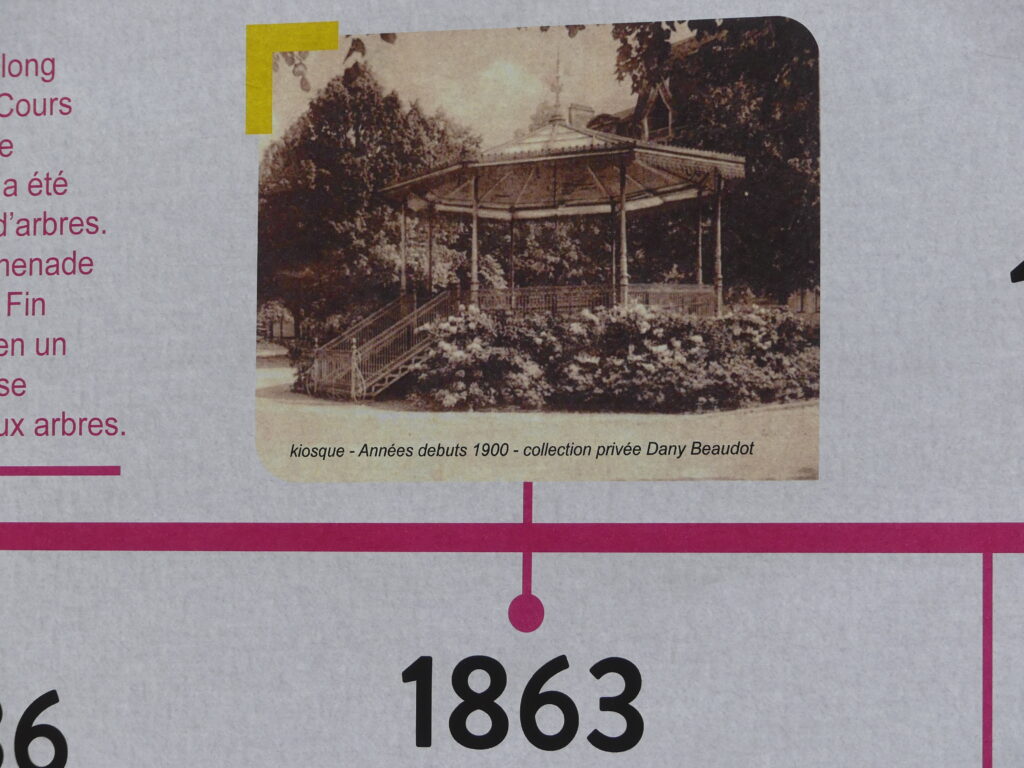 long
Cours
e
a été
d'arbres.
menade
Fin
en un
se
ux arbres.
kiosque - Années debuts 1900 - collection privée Dany Beaudot
1863
36